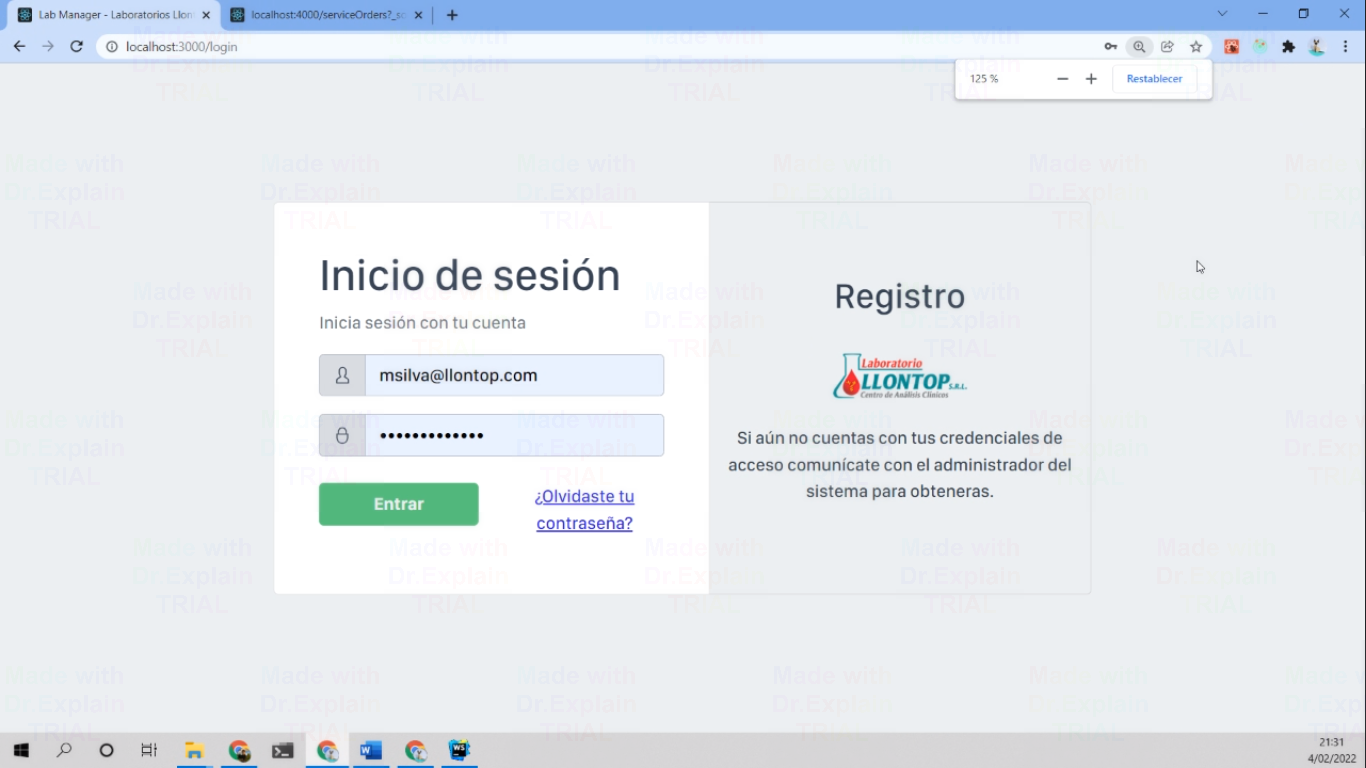 Lab Manager - Laboratorios Llon
localhost:4000/serviceOrders?_so
localhost:3000/login
125 %
Restablecer
Made with
Dr.Explain
TRIAL
Inicio de sesión
Inicia sesión con tu cuenta
msilva@llontop.com
•••••••••••••
Entrar
¿Olvidaste tu
contraseña?
Registro
Laboratorio
LLONTOP S.R.L.
Centro de Análisis Clínicos
Si aún no cuentas con tus credenciales de
acceso comunícate con el administrador del
sistema para obteneras.
WS
21:31
4/02/2022